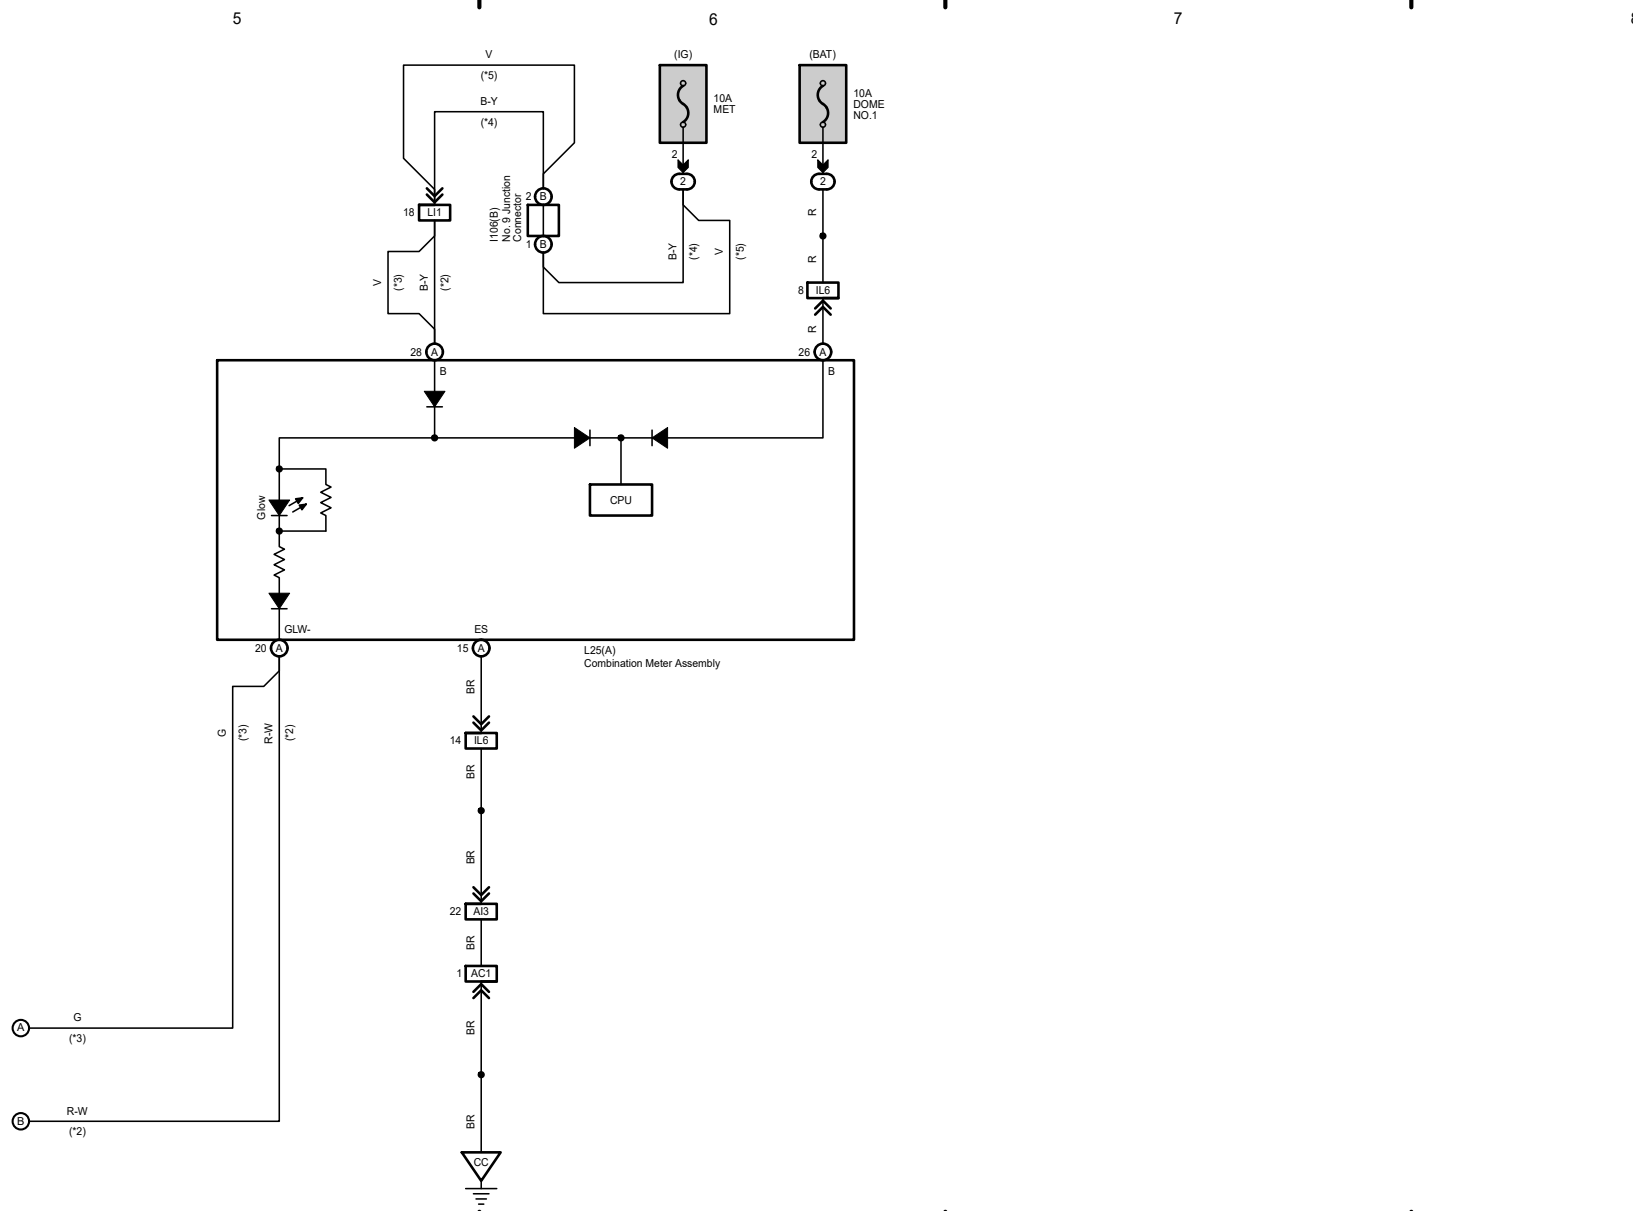 5
6
7
V
(*5)
B-Y
(*4)
(IG)
10A
MET
(BAT)
10A
DOME
NO.1
2
2
2
2
R
R
8 IL6
R
18 LI1
I106(B)
No. 9 Junction
Connector
2 B
1 B
B-Y
(*4)
V
(*5)
V
(*3)
B-Y
(*2)
28 A
B
26 A
B
Glow
CPU
GLW-
ES
20 A
15 A
L25(A)
Combination Meter Assembly
G
(*3)
R-W
(*2)
BR
14 IL6
BR
BR
22 AI3
BR
1 AC1
BR
BR
CC
A
G
(*3)
B
R-W
(*2)